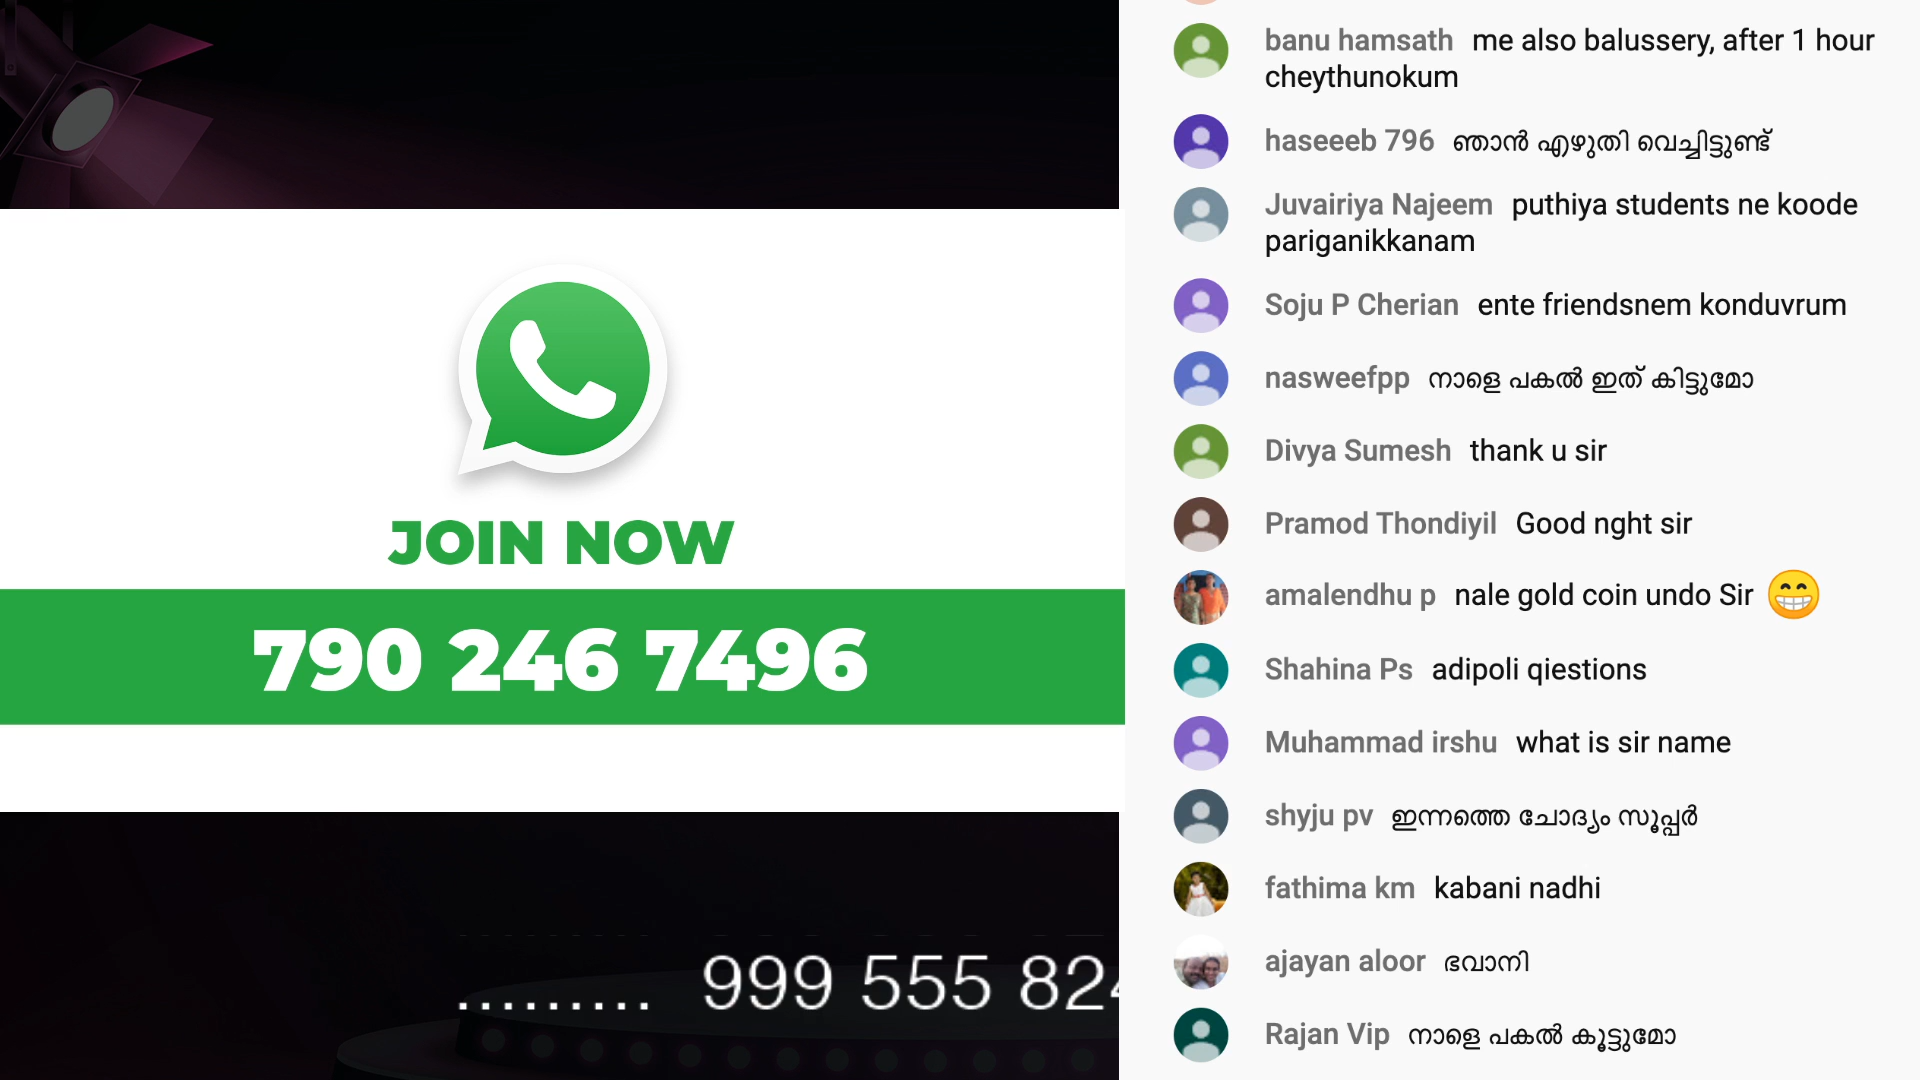 JOIN NOW
790 246 7496
......... 999 555 82
banu hamsath me also balussery, after 1 hour
cheythunokum
haseeeb 796 ഞാൻ എഴുതി വെച്ചിട്ടുണ്ട്
Juvairiya Najeem puthiya students ne koode
pariganikkanam
Soju P Cherian ente friendsnem konduvrum
nasweefpp നാളെ പകൽ ഇത് കിട്ടുമോ
Divya Sumesh thank u sir
Pramod Thondiyil Good nght sir
amalendhu p nale gold coin undo Sir 😁
Shahina Ps adipoli qiestions
Muhammad irshu what is sir name
shyju pv ഇന്നത്തെ ചോദ്യം സൂപ്പർ
fathima km kabani nadhi
ajayan aloor ഭവാനി
Rajan Vip നാളെ പകൽ കൂട്ടുമോ